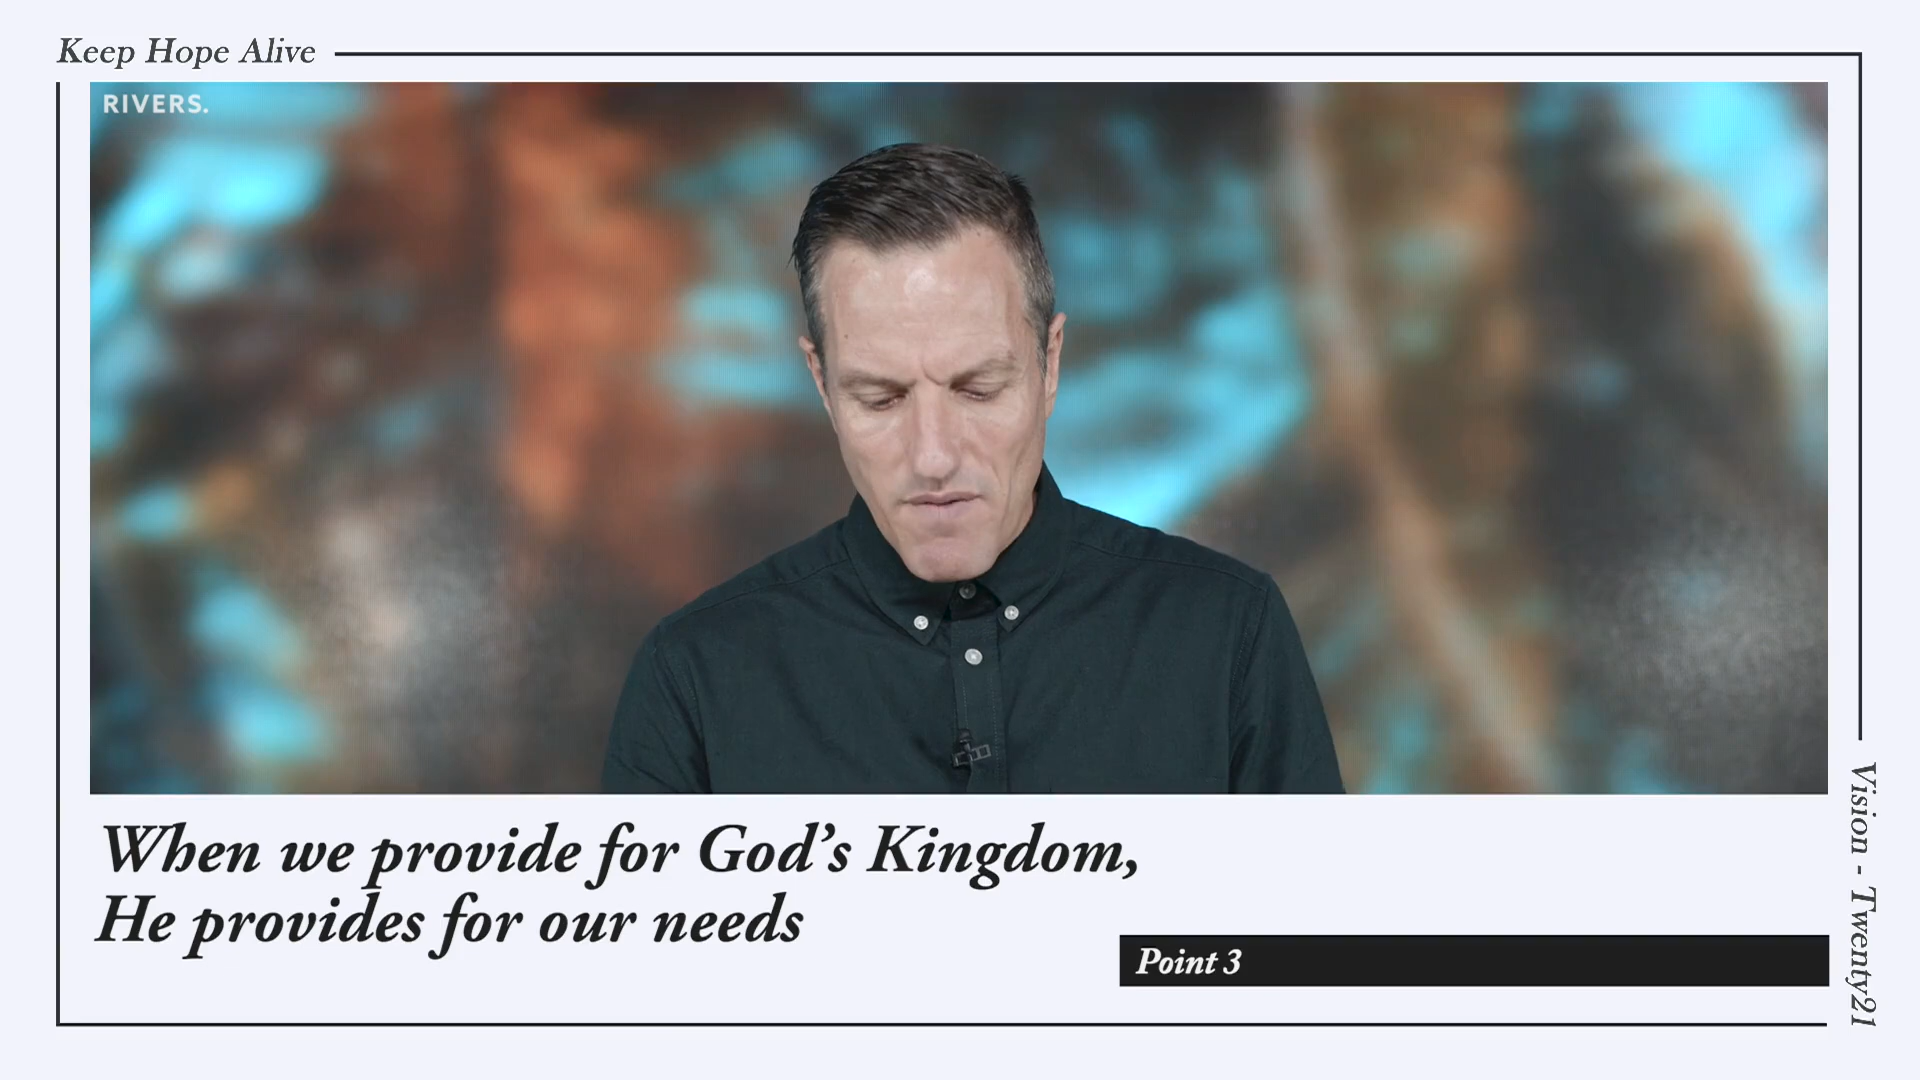 Keep Hope Alive
RIVERS.
When we provide for God's Kingdom,
He provides for our needs
Point 3
Vision - Twenty21